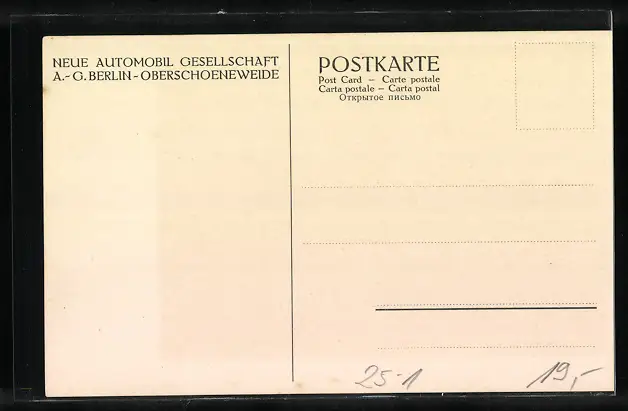 NEUE AUTOMOBIL GESELLSCHAFT
A.-G. BERLIN-OBERSCHOENEWEIDE
POSTKARTE
Post Card – Carte postale
Carta postale – Carta postal
Открытое письмо
25-1
19,-